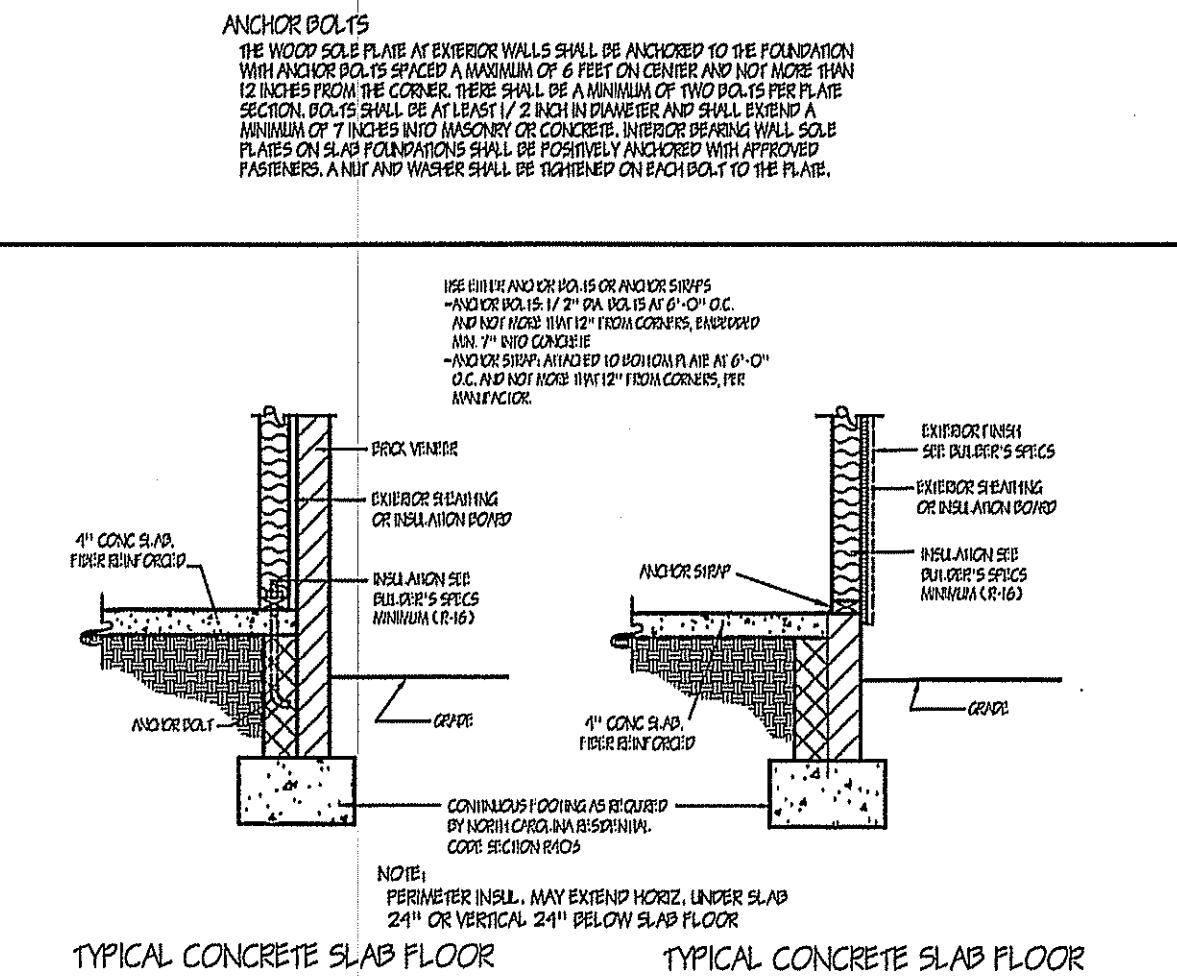 ANCHOR BOLTS
THE WOOD SOLE PLATE AT EXTERIOR WALLS SHALL BE ANCHORED TO THE FOUNDATION
WITH ANCHOR BOLTS SPACED A MAXIMUM OF 6 FEET ON CENTER AND NOT MORE THAN
12 INCHES FROM THE CORNER. THERE SHALL BE A MINIMUM OF TWO BOLTS PER PLATE
SECTION. BOLTS SHALL BE AT LEAST 1/2 INCH IN DIAMETER AND SHALL EXTEND A
MINIMUM OF 7 INCHES INTO MASONRY OR CONCRETE. INTERIOR BEARING WALL SOLE
PLATES ON SLAB FOUNDATIONS SHALL BE POSITIVELY ANCHORED WITH APPROVED
FASTENERS. A NUT AND WASHER SHALL BE TIGHTENED ON EACH BOLT TO THE PLATE.
USE EITHER ANCHOR BOLTS OR ANCHOR STRAPS
-ANCHOR BOLTS: 1/2" DIA. BOLTS AT 6'-0" O.C.
AND NOT MORE THAT 12" FROM CORNERS, EMBEDDED
MIN. 7" INTO CONCRETE
-ANCHOR STRAP: ATTACHED TO BOTTOM PLATE AT 6'-0"
O.C. AND NOT MORE THAT 12" FROM CORNERS, PER
MANUFACTOR.
BRICK VENEER
EXTERIOR SHEATHING
OR INSULATION BOARD
4" CONC SLAB,
FIBER REINFORCED
INSULATION SEE
BUILDER'S SPECS
MINIMUM (R-16)
ANCHOR BOLT
GRADE
EXTERIOR FINISH
SEE BUILDER'S SPECS
EXTERIOR SHEATHING
OR INSULATION BOARD
ANCHOR STRAP
INSULATION SEE
BUILDER'S SPECS
MINIMUM (R-16)
4" CONC SLAB,
FIBER REINFORCED
GRADE
CONTINUOUS FOOTING AS REQUIRED
BY NORTH CAROLINA RESIDENTIAL
CODE SECTION R403
NOTE:
PERIMETER INSUL. MAY EXTEND HORIZ. UNDER SLAB
24" OR VERTICAL 24" BELOW SLAB FLOOR
TYPICAL CONCRETE SLAB FLOOR
TYPICAL CONCRETE SLAB FLOOR